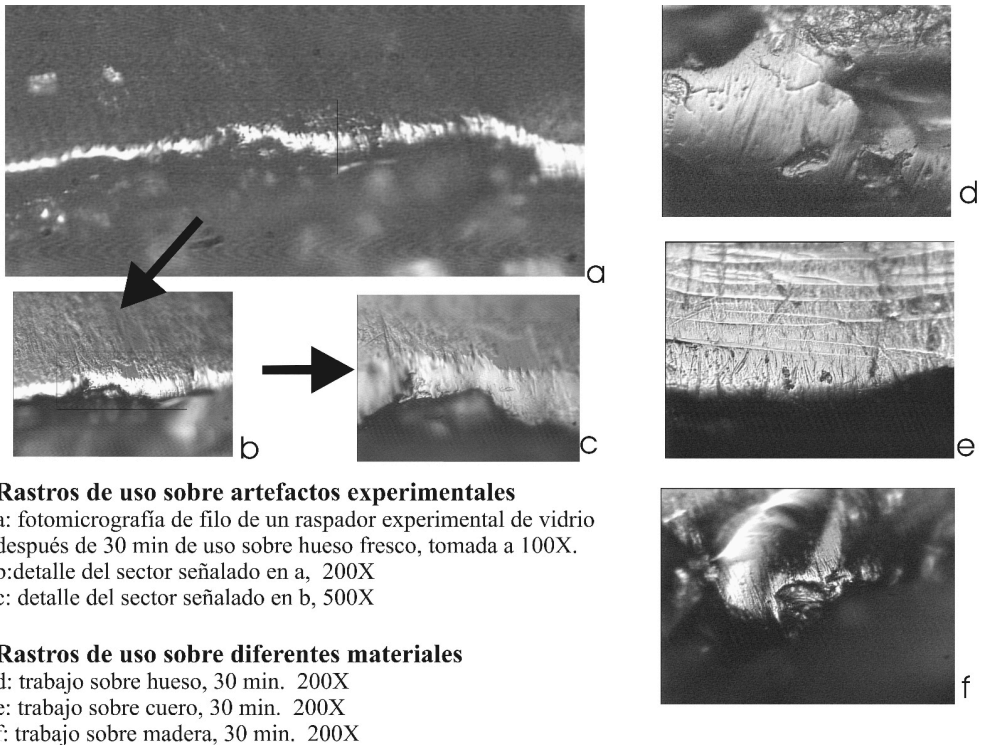 a
d
b
c
e
f
Rastros de uso sobre artefactos experimentales
a: fotomicrografía de filo de un raspador experimental de vidrio
después de 30 min de uso sobre hueso fresco, tomada a 100X.
b:detalle del sector señalado en a, 200X
c: detalle del sector señalado en b, 500X
Rastros de uso sobre diferentes materiales
d: trabajo sobre hueso, 30 min. 200X
e: trabajo sobre cuero, 30 min. 200X
f: trabajo sobre madera, 30 min. 200X